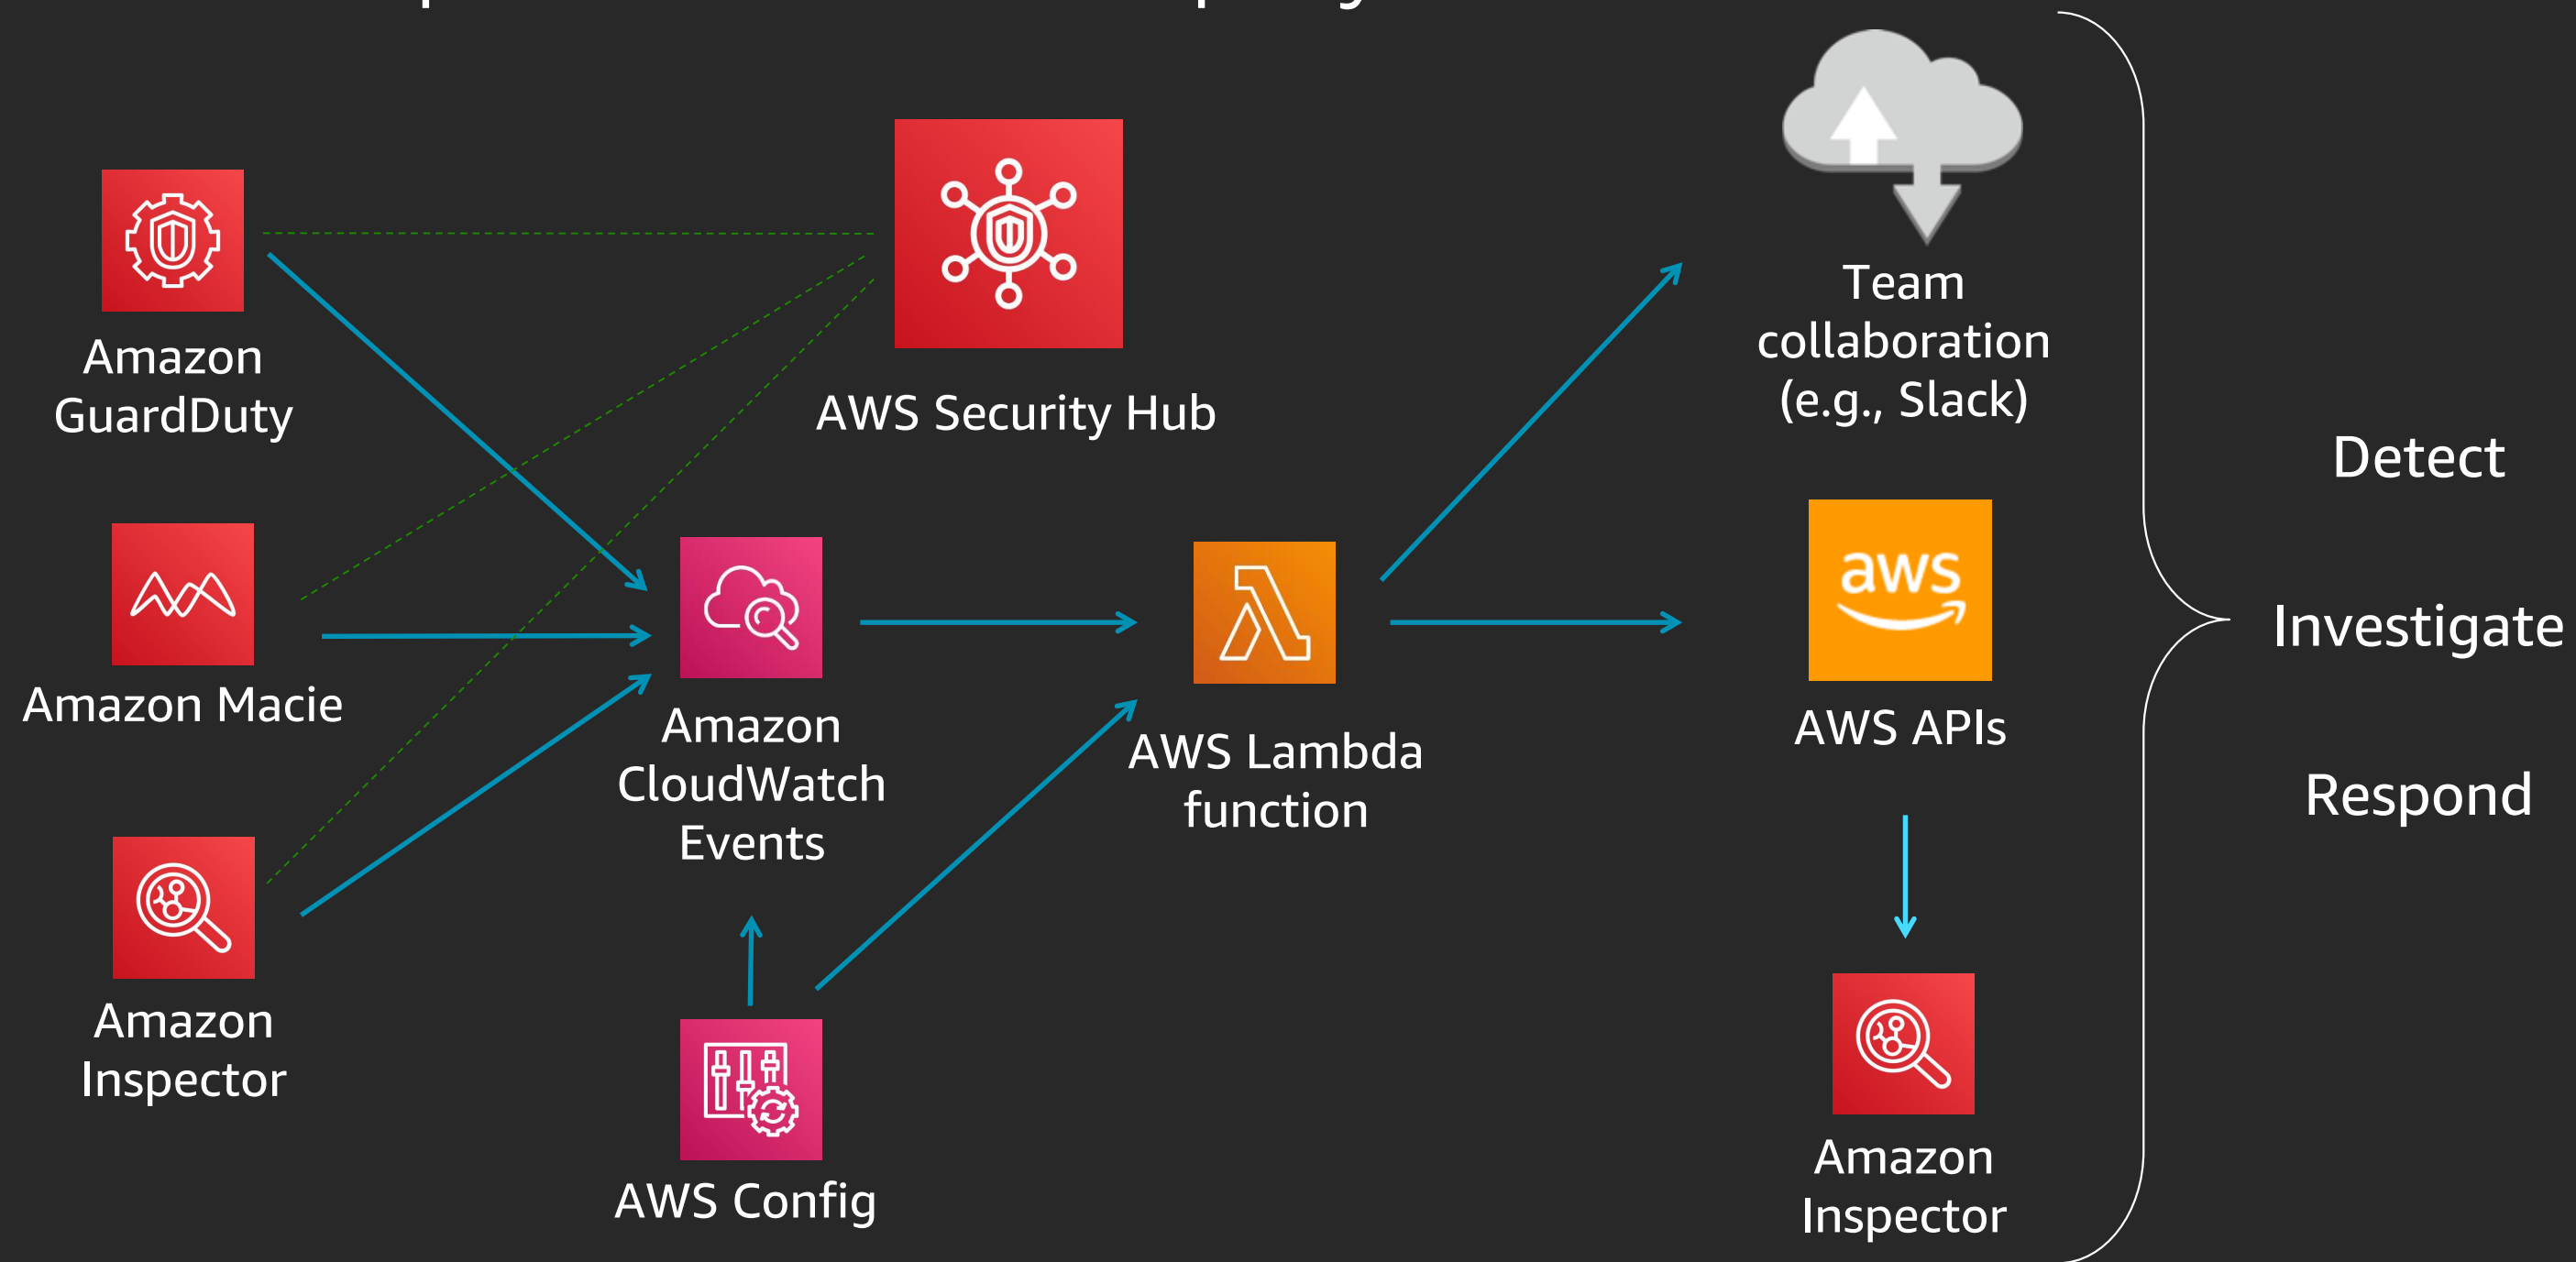 Amazon
GuardDuty
AWS Security Hub
Team
collaboration
(e.g., Slack)
Detect
Amazon Macie
Amazon
CloudWatch
Events
AWS Lambda
function
aws
AWS APIs
Investigate
Respond
Amazon
Inspector
AWS Config
Amazon
Inspector